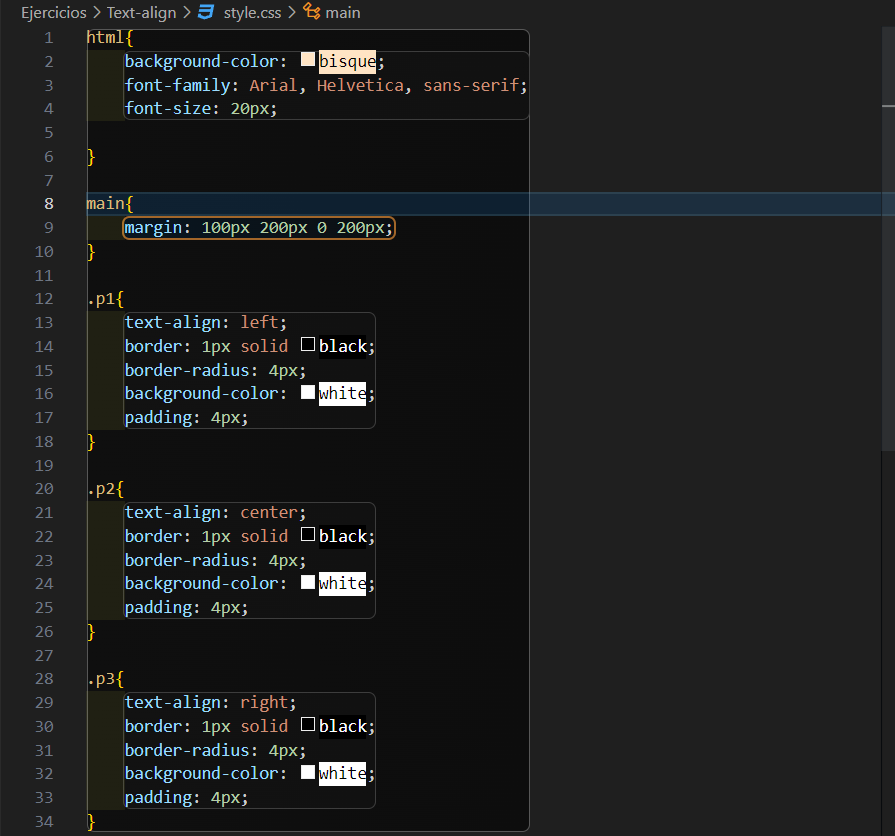 Ejercicios > Text-align > style.css > main
1 html{
2 background-color: bisque;
3 font-family: Arial, Helvetica, sans-serif;
4 font-size: 20px;
5
6 }
7
8 main{
9 margin: 100px 200px 0 200px;
10 }
11
12 .p1{
13 text-align: left;
14 border: 1px solid black;
15 border-radius: 4px;
16 background-color: white;
17 padding: 4px;
18 }
19
20 .p2{
21 text-align: center;
22 border: 1px solid black;
23 border-radius: 4px;
24 background-color: white;
25 padding: 4px;
26 }
27
28 .p3{
29 text-align: right;
30 border: 1px solid black;
31 border-radius: 4px;
32 background-color: white;
33 padding: 4px;
34 }